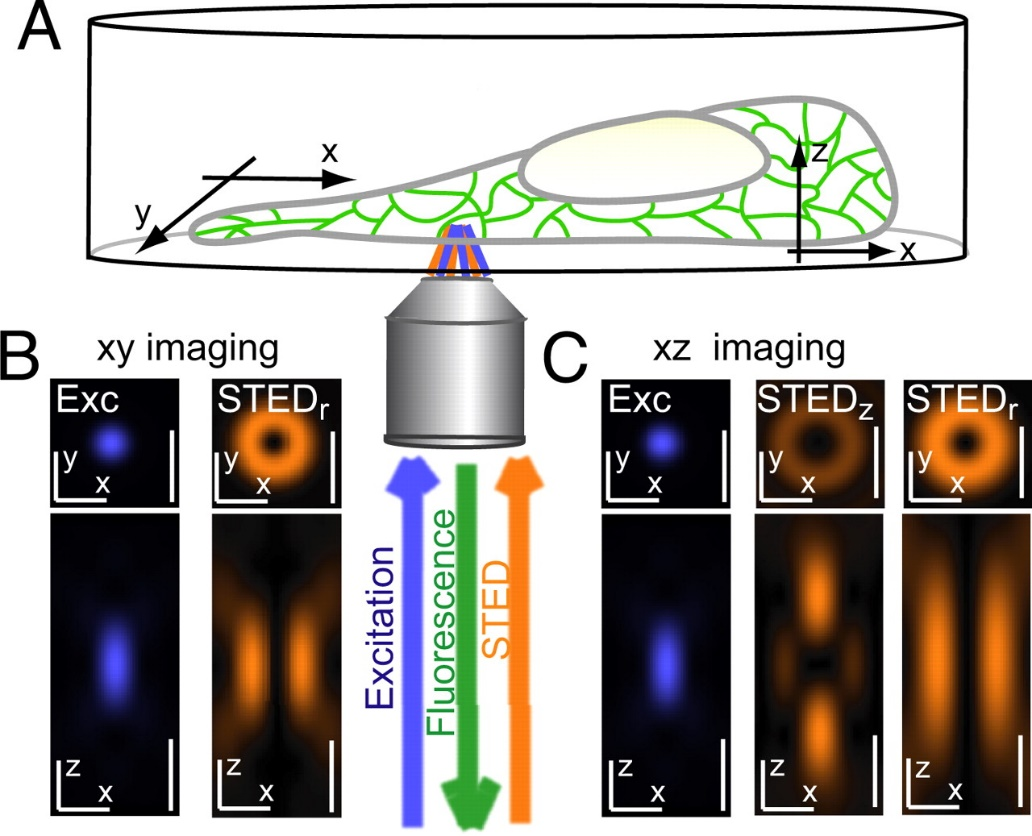 A
x
y
z
x
B
xy imaging
C
xz imaging
Exc
STEDr
Exc
STEDz
STEDr
y
x
y
x
y
x
y
x
y
x
Excitation
Fluorescence
STED
z
x
z
x
z
x
z
x
z
x